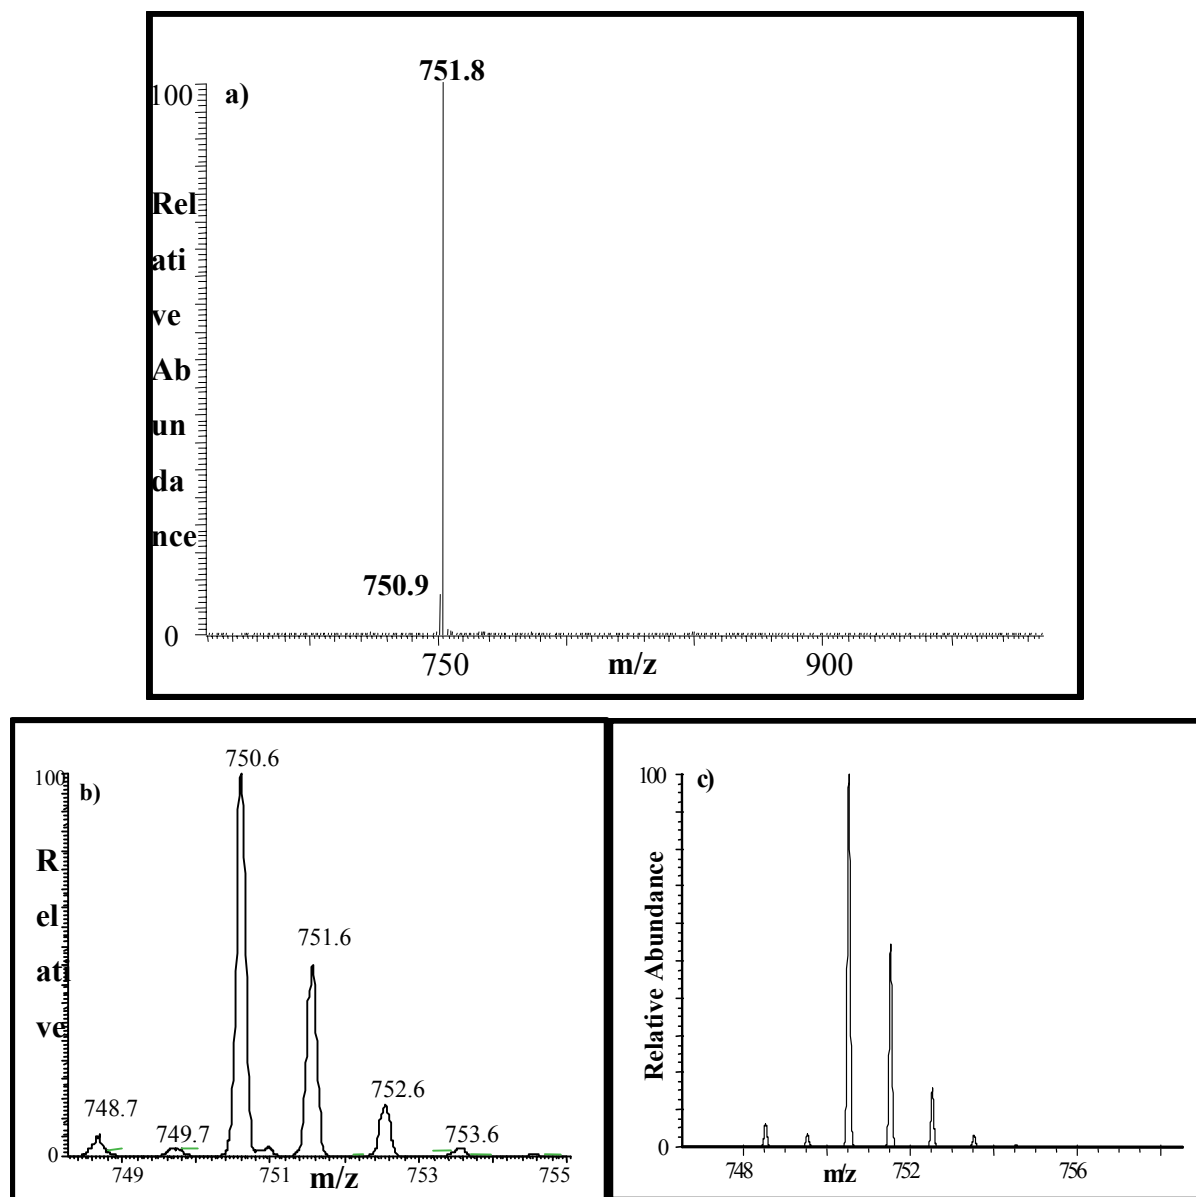 751.8
100
a)
Rel
ati
ve
Ab
un
da
nce
750.9
0
750
m/z
900
750.6
100
b)
R
el
ati
ve
751.6
752.6
748.7
749.7
753.6
0
749
751
m/z
753
755
100
c)
Relative Abundance
0
748
m/z
752
756